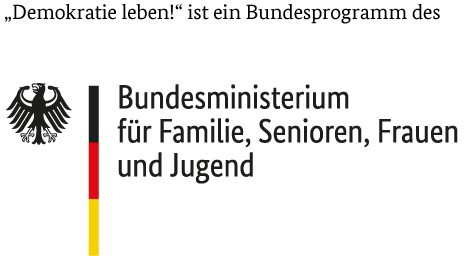 „Demokratie leben!“ ist ein Bundesprogramm des
Bundesministerium
für Familie, Senioren, Frauen
und Jugend